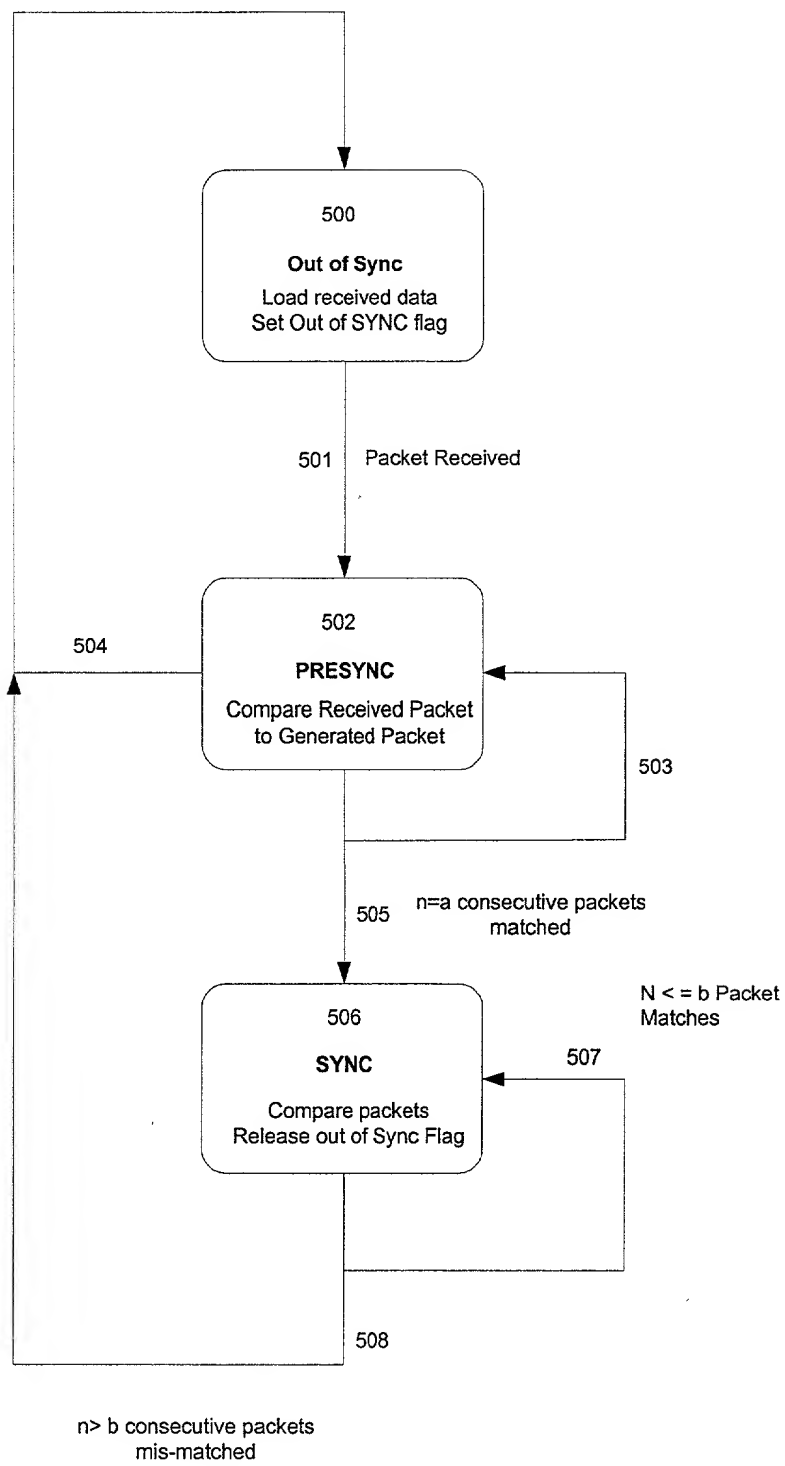 500
Out of Sync
Load received data
Set Out of SYNC flag
501 Packet Received
502
PRESYNC
Compare Received Packet
to Generated Packet
504
503
505 n=a consecutive packets
matched
506
SYNC
Compare packets
Release out of Sync Flag
N < = b Packet
Matches
507
508
n> b consecutive packets
mis-matched